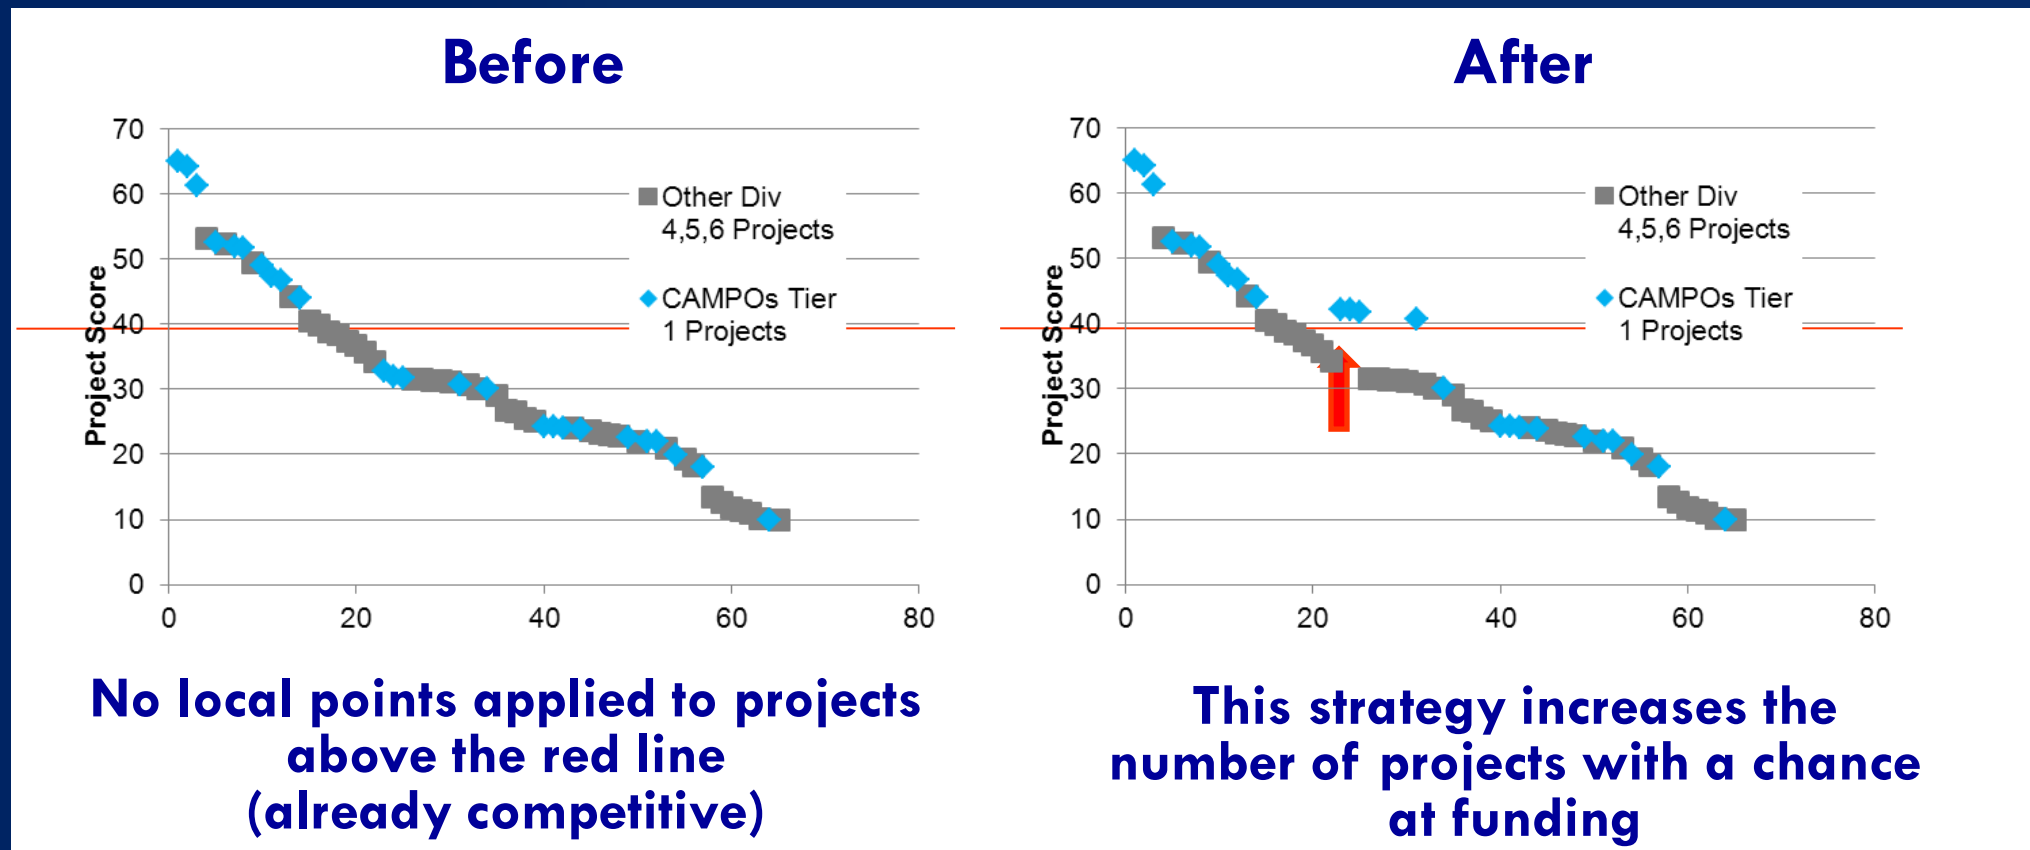 Before
70
60
50
40
30
20
10
0
0
20
40
60
80
Project Score
Other Div
4,5,6 Projects
CAMPOs Tier
1 Projects
No local points applied to projects
above the red line
(already competitive)
After
70
60
50
40
30
20
10
0
0
20
40
60
80
Project Score
Other Div
4,5,6 Projects
CAMPOs Tier
1 Projects
This strategy increases the
number of projects with a chance
at funding